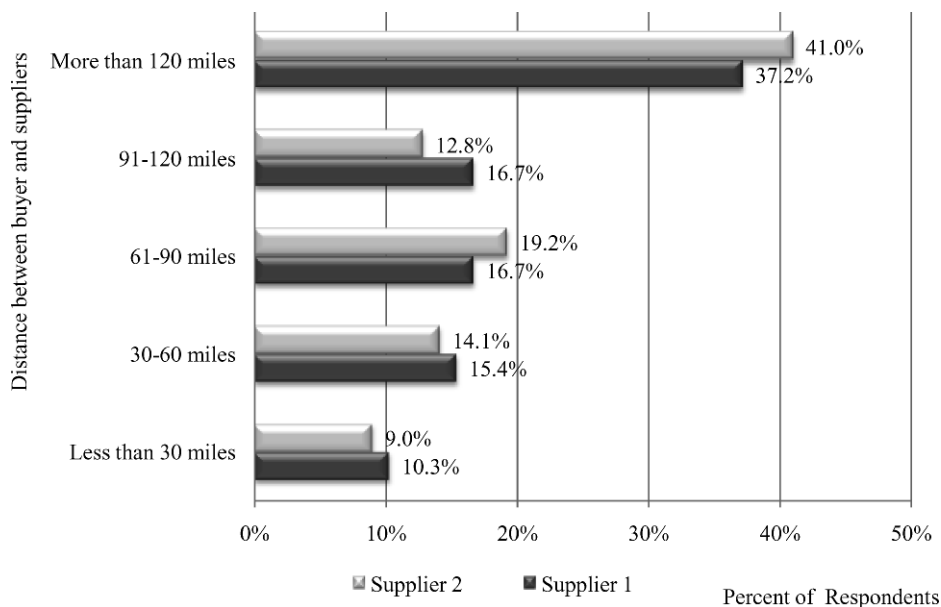 Distance between buyer and suppliers
More than 120 miles
41.0%
37.2%
91-120 miles
12.8%
16.7%
61-90 miles
19.2%
16.7%
30-60 miles
14.1%
15.4%
Less than 30 miles
9.0%
10.3%
0% 10% 20% 30% 40% 50%
Supplier 2 Supplier 1
Percent of Respondents